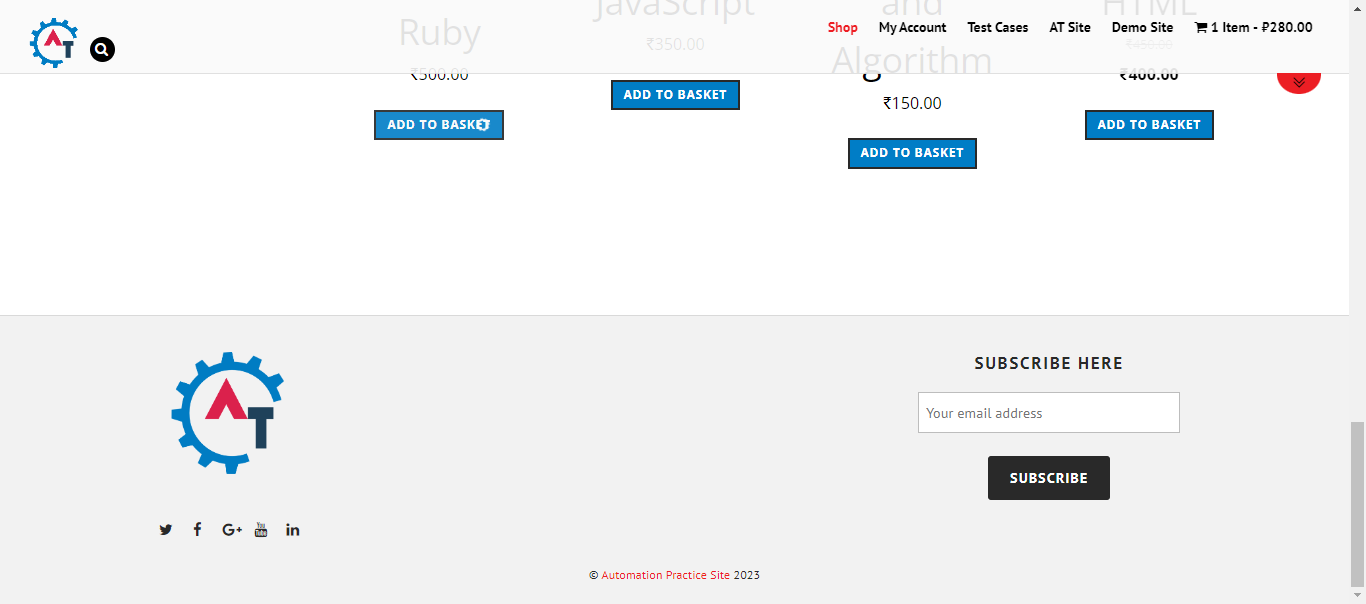 Shop My Account Test Cases AT Site Demo Site 1 Item - ₽280.00
JavaScript and HTML
Ruby ₹350.00 ₹450.00
Algorithm
₹500.00 ₹400.00
ADD TO BASKET
₹150.00
ADD TO BASKET ADD TO BASKET
ADD TO BASKET
AT
SUBSCRIBE HERE
Your email address
SUBSCRIBE
© Automation Practice Site 2023